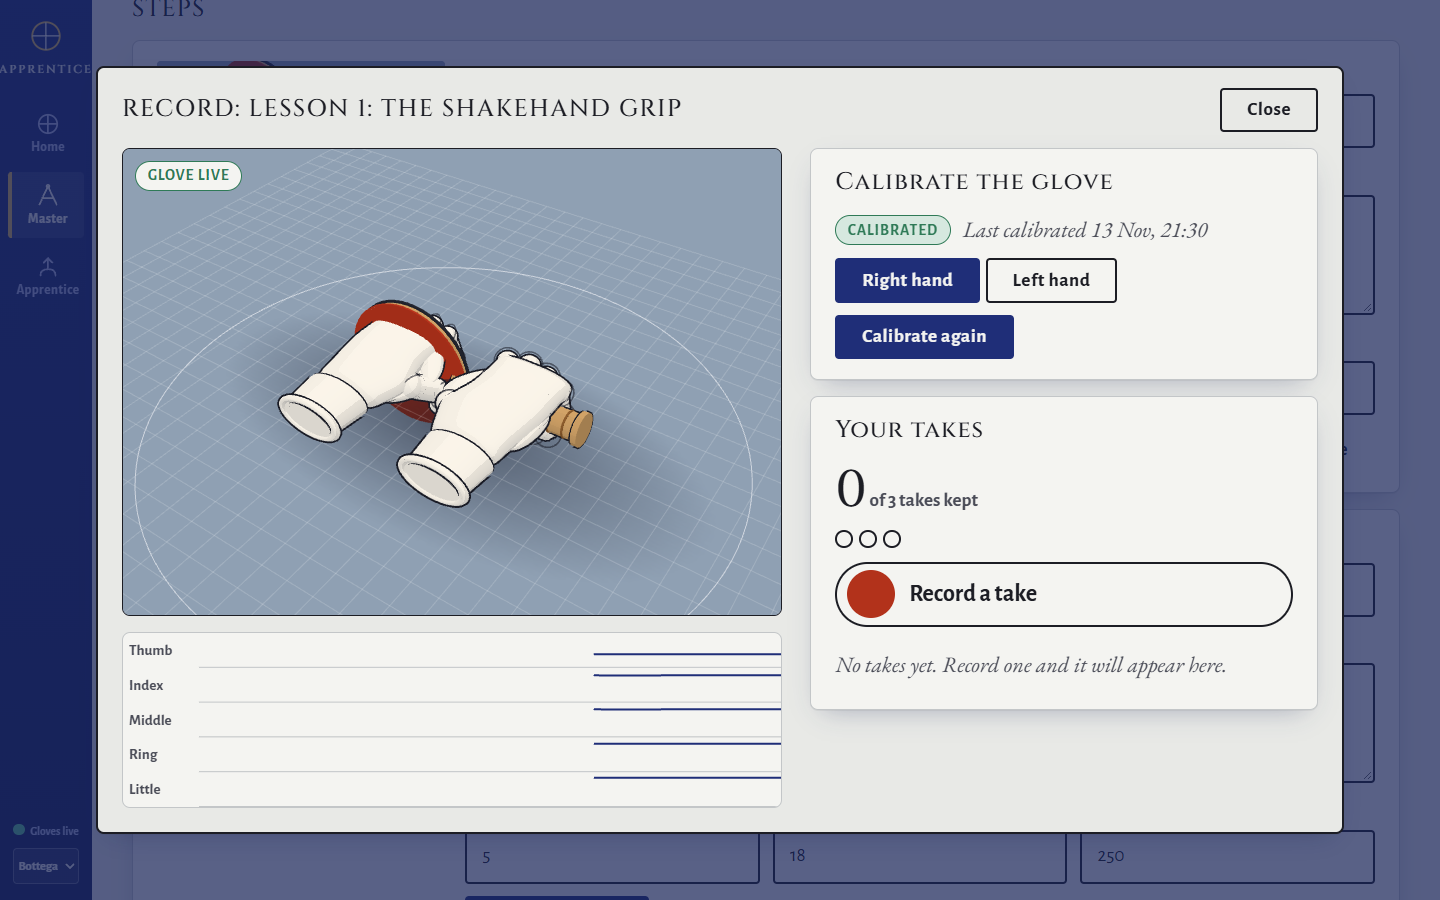 STEPS
APPRENTICE
Home
Master
Apprentice
Gloves live
Bottega
RECORD: LESSON 1: THE SHAKEHAND GRIP
Close
GLOVE LIVE
Thumb
Index
Middle
Ring
Little
CALIBRATE THE GLOVE
CALIBRATED Last calibrated 13 Nov, 21:30
Right hand Left hand
Calibrate again
YOUR TAKES
0 of 3 takes kept
Record a take
No takes yet. Record one and it will appear here.
5 18 250